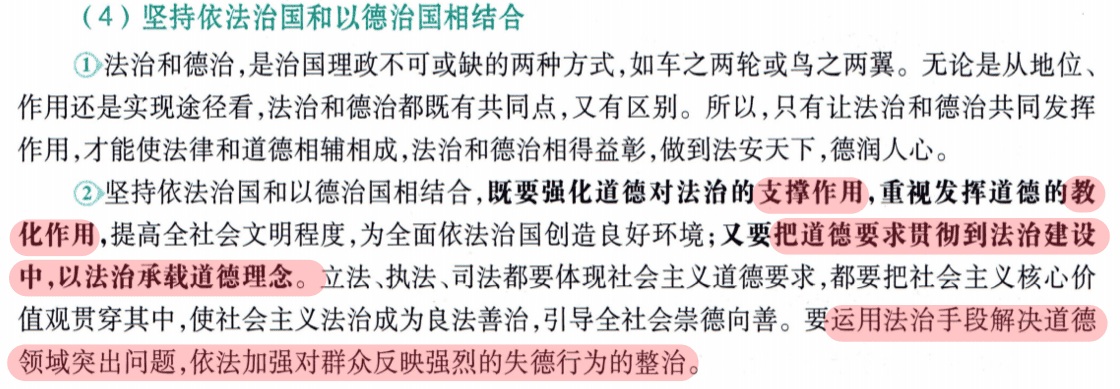 （4）坚持依法治国和以德治国相结合
①法治和德治,是治国理政不可或缺的两种方式,如车之两轮或鸟之两翼。无论是从地位、
作用还是实现途径看,法治和德治都既有共同点,又有区别。所以,只有让法治和德治共同发挥
作用,才能使法律和道德相辅相成,法治和德治相得益彰,做到法安天下,德润人心。
②坚持依法治国和以德治国相结合,既要强化道德对法治的支撑作用,重视发挥道德的教
化作用,提高全社会文明程度,为全面依法治国创造良好环境;又要把道德要求贯彻到法治建设
中,以法治承载道德理念。立法、执法、司法都要体现社会主义道德要求,都要把社会主义核心价
值观贯穿其中,使社会主义法治成为良法善治,引导全社会崇德向善。要运用法治手段解决道德
领域突出问题,依法加强对群众反映强烈的失德行为的整治。